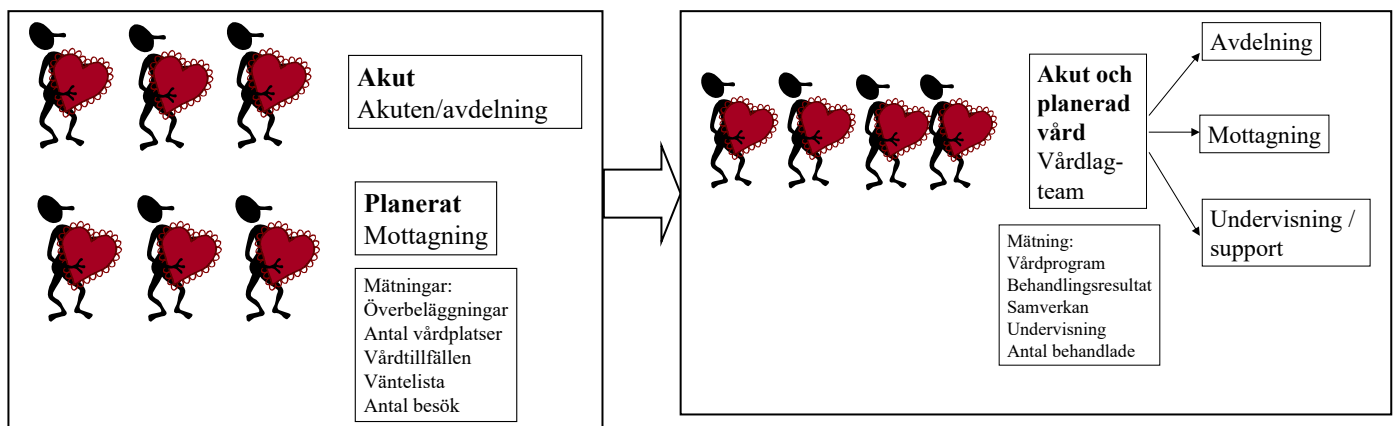 Akut
Akuten/avdelning
Planerat
Mottagning
Mätningar:
Överbeläggningar
Antal vårdplatser
Vårdtillfällen
Väntelista
Antal besök
Akut och
planerad
vård
Vårdlag-
team
Mätning:
Vårdprogram
Behandlingsresultat
Samverkan
Undervisning
Antal behandlade
Avdelning
Mottagning
Undervisning /
support